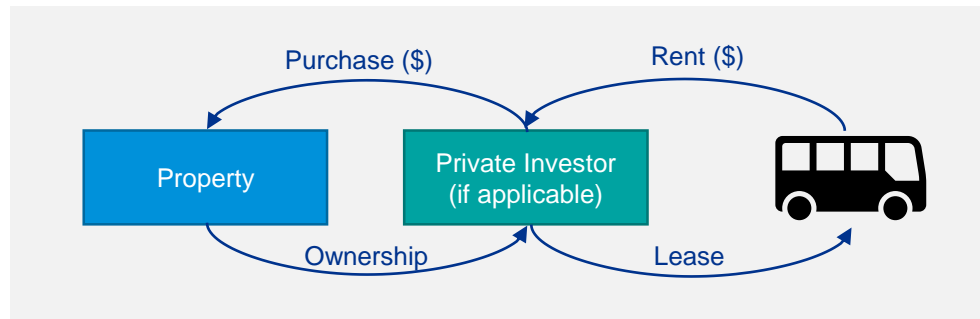 Purchase ($)
Rent ($)
Property
Private Investor
(if applicable)
Ownership
Lease